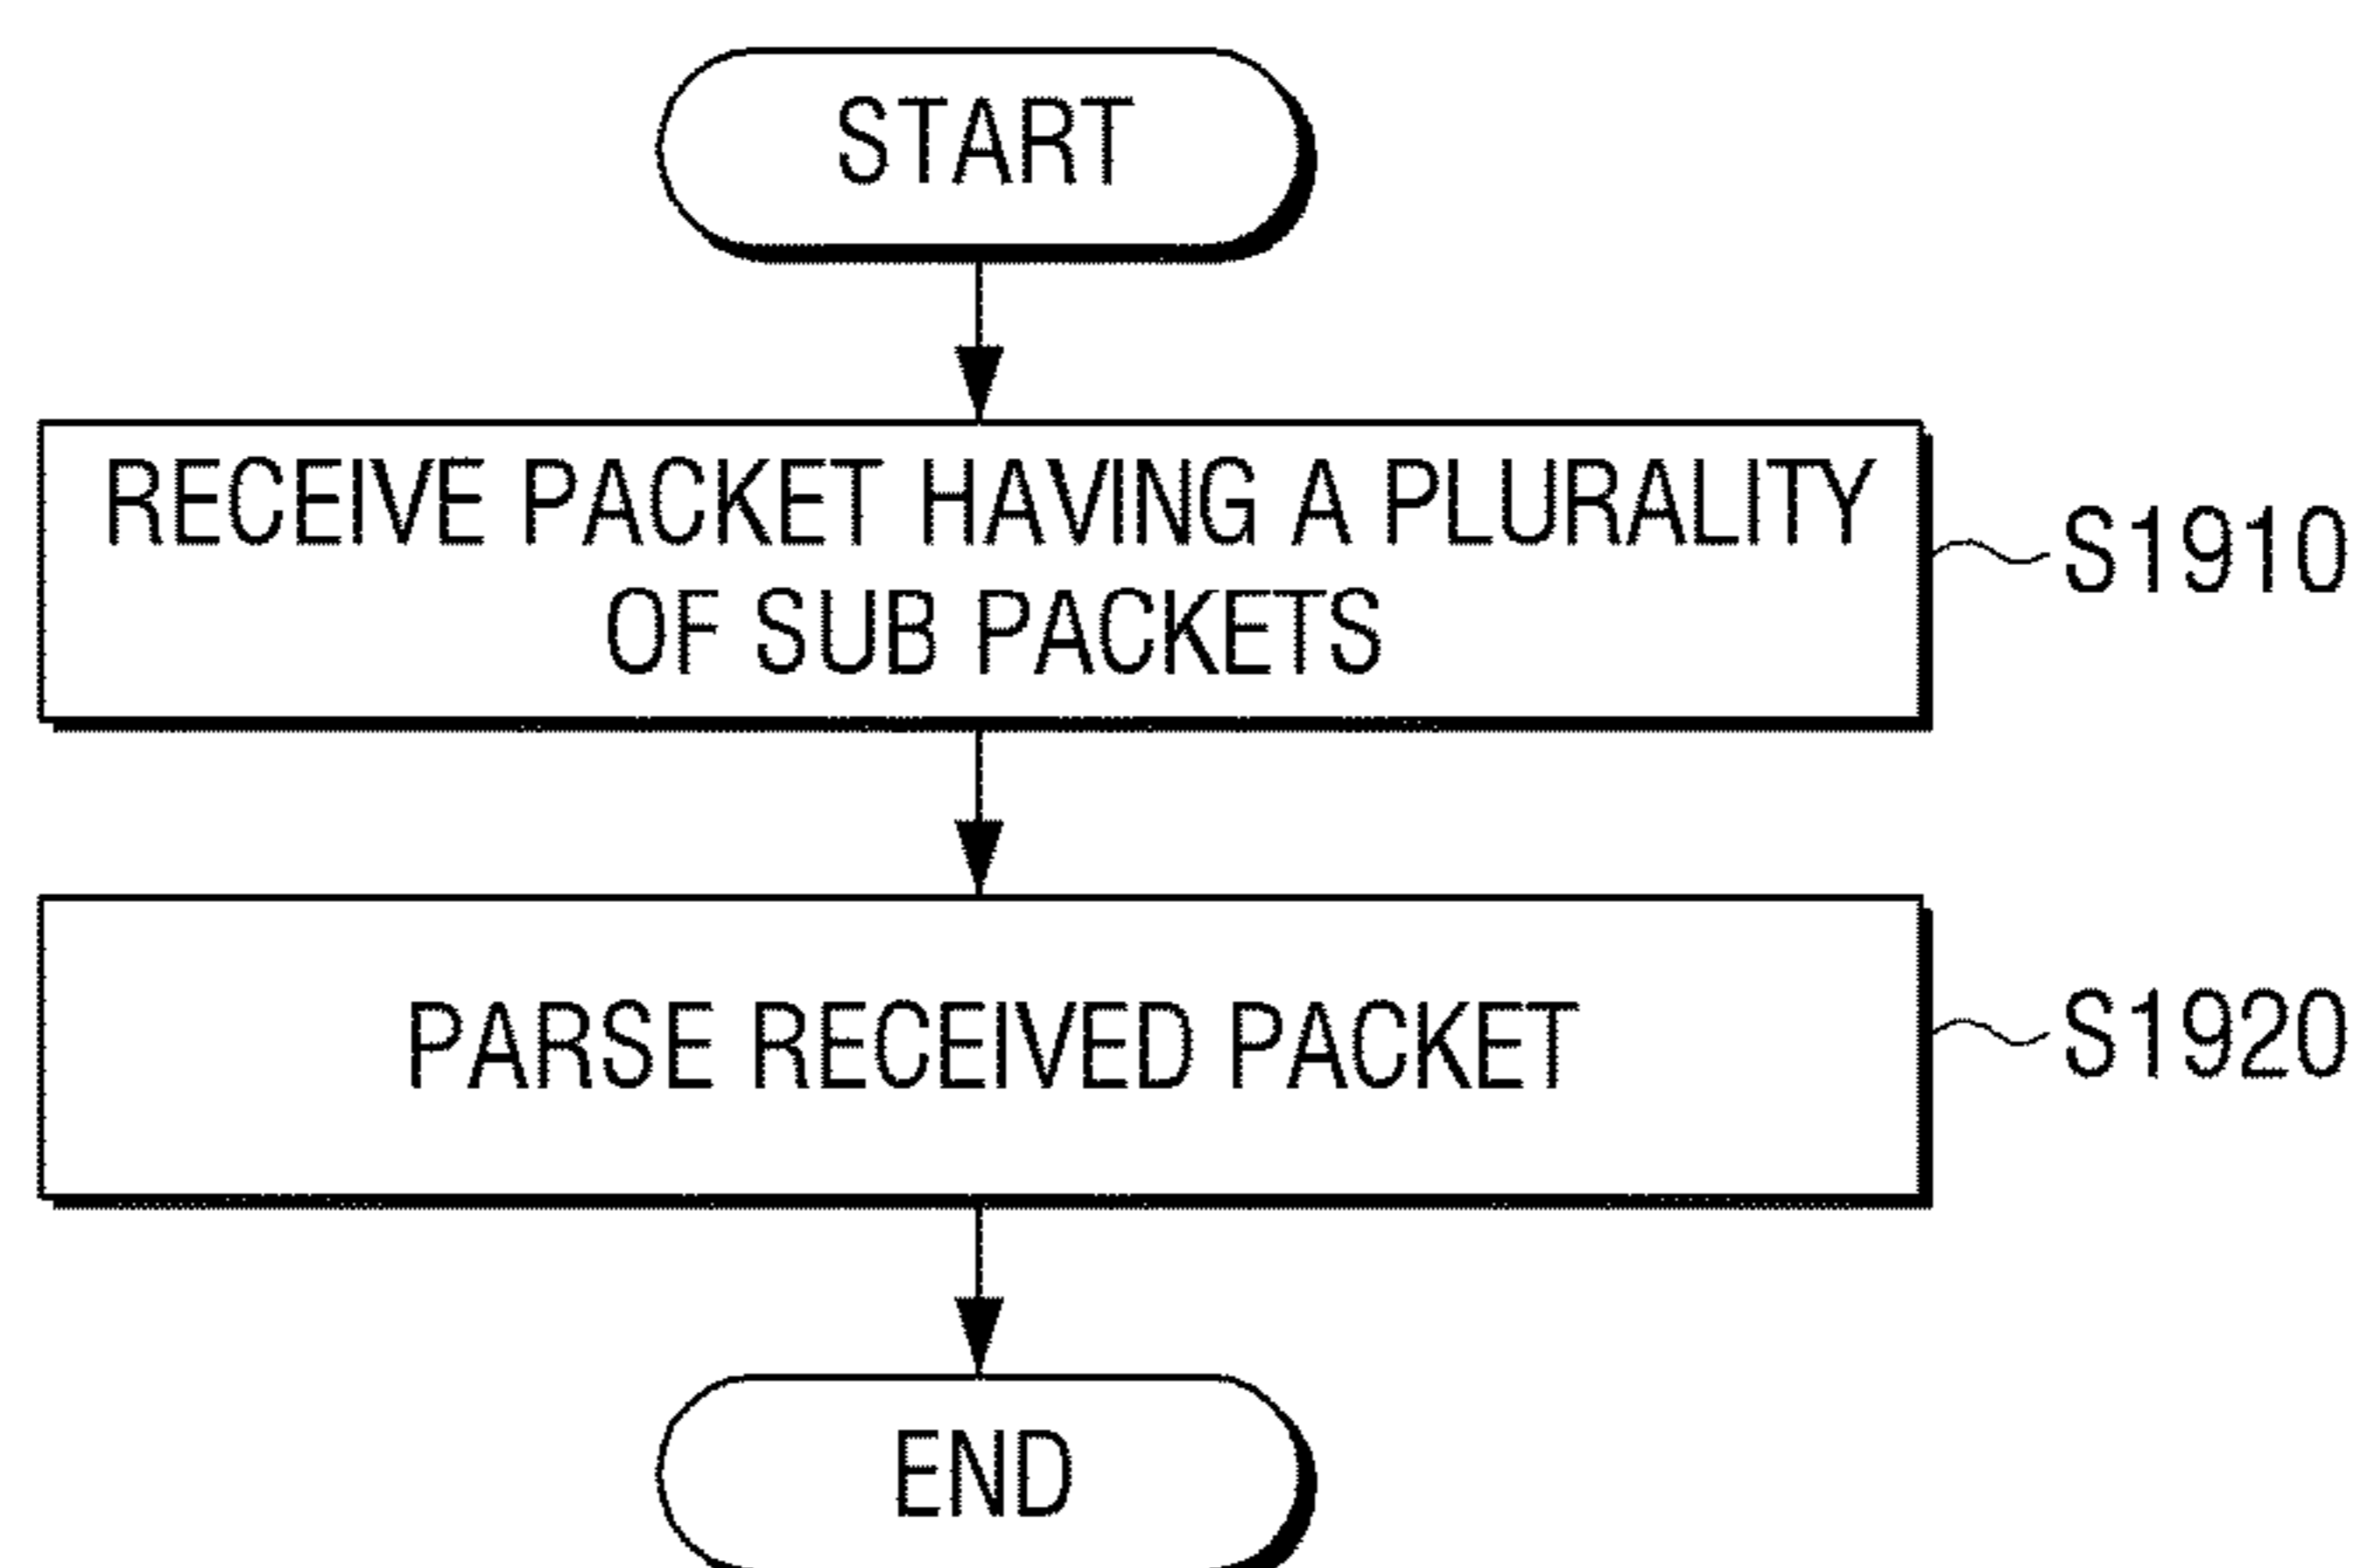 START
RECEIVE PACKET HAVING A PLURALITY
OF SUB PACKETS
S1910
PARSE RECEIVED PACKET
S1920
END